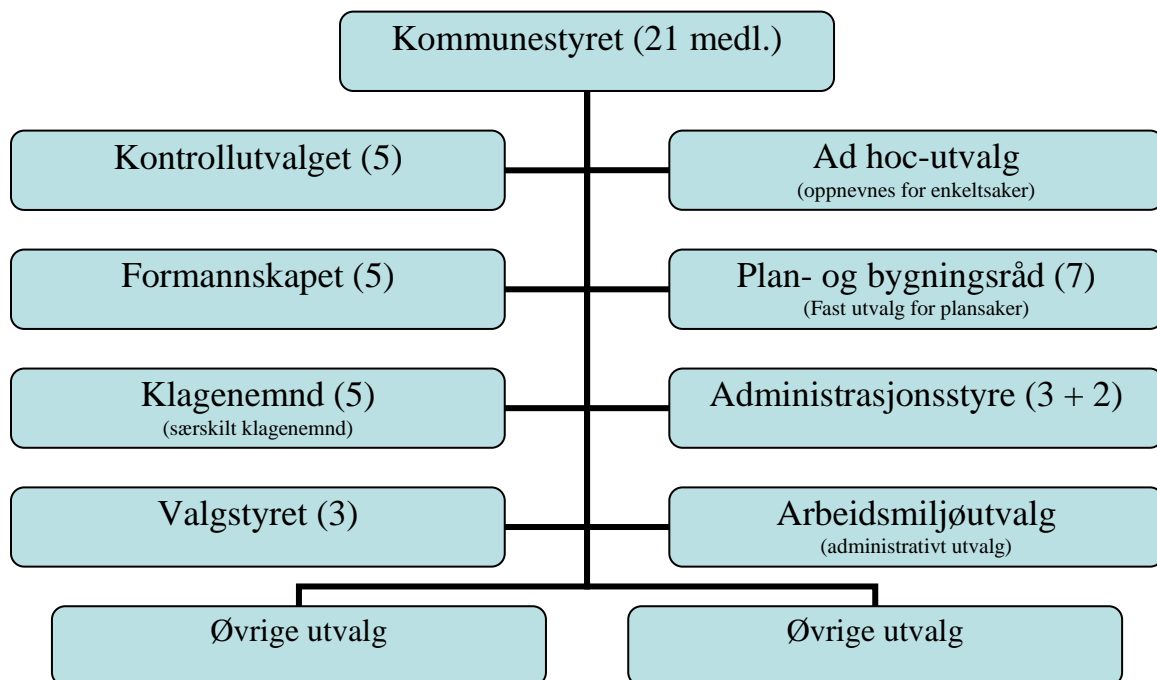 Kommunestyret (21 medl.)
Kontrollutvalget (5)
Ad hoc-utvalg
(oppnevnes for enkeltsaker)
Formannskapet (5)
Plan- og bygningsråd (7)
(Fast utvalg for plansaker)
Klagenemnd (5)
(særskilt klagenemnd)
Administrasjonsstyre (3 + 2)
Valgstyret (3)
Arbeidsmiljøutvalg
(administrativt utvalg)
Øvrige utvalg
Øvrige utvalg